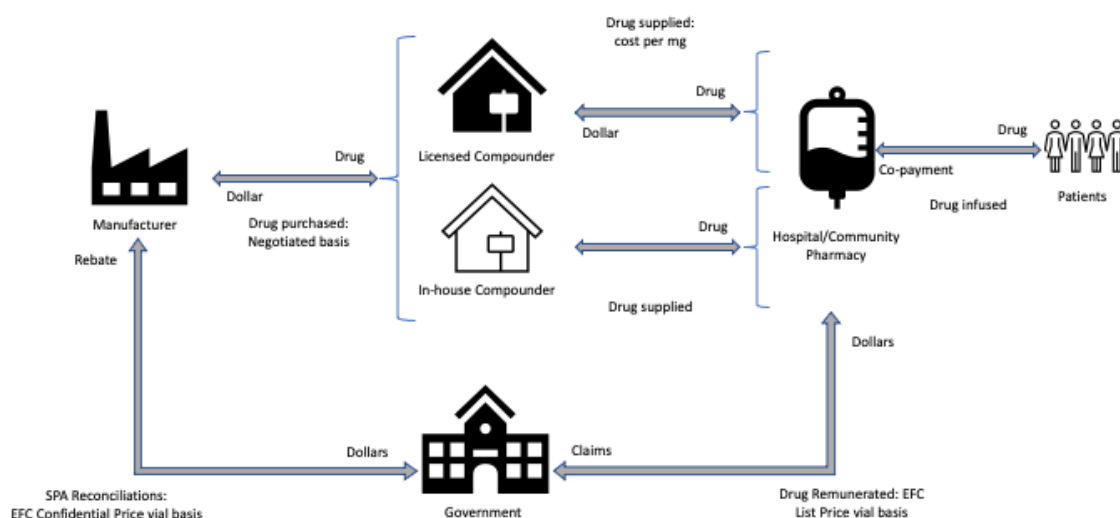 Drug supplied:
cost per mg
Drug
Dollar
Licensed Compounder
Drug
Dollar
Manufacturer
Drug purchased:
Negotiated basis
Drug
Co-payment
Drug infused
Patients
Rebate
In-house Compounder
Drug
Hospital/Community
Pharmacy
Drug supplied
Dollars
Dollars
Claims
SPA Reconciliations:
EFC Confidential Price vial basis
Government
Drug Remunerated: EFC
List Price vial basis